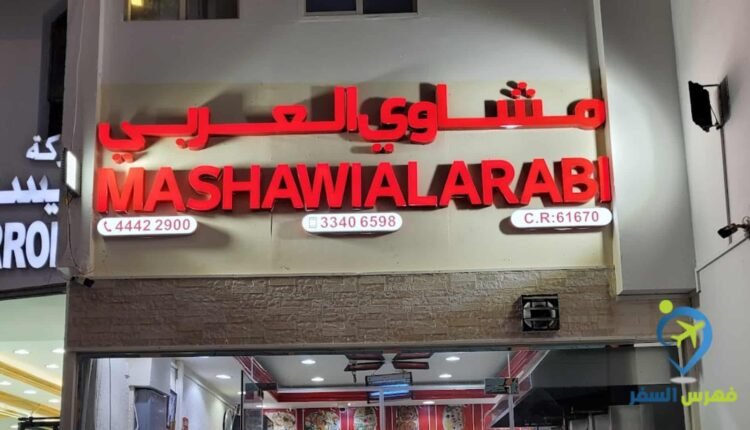 مشاوي العربي
MASHAWIALARABI
4442 2900
3340 6598
C.R:61670
فهرس السفر